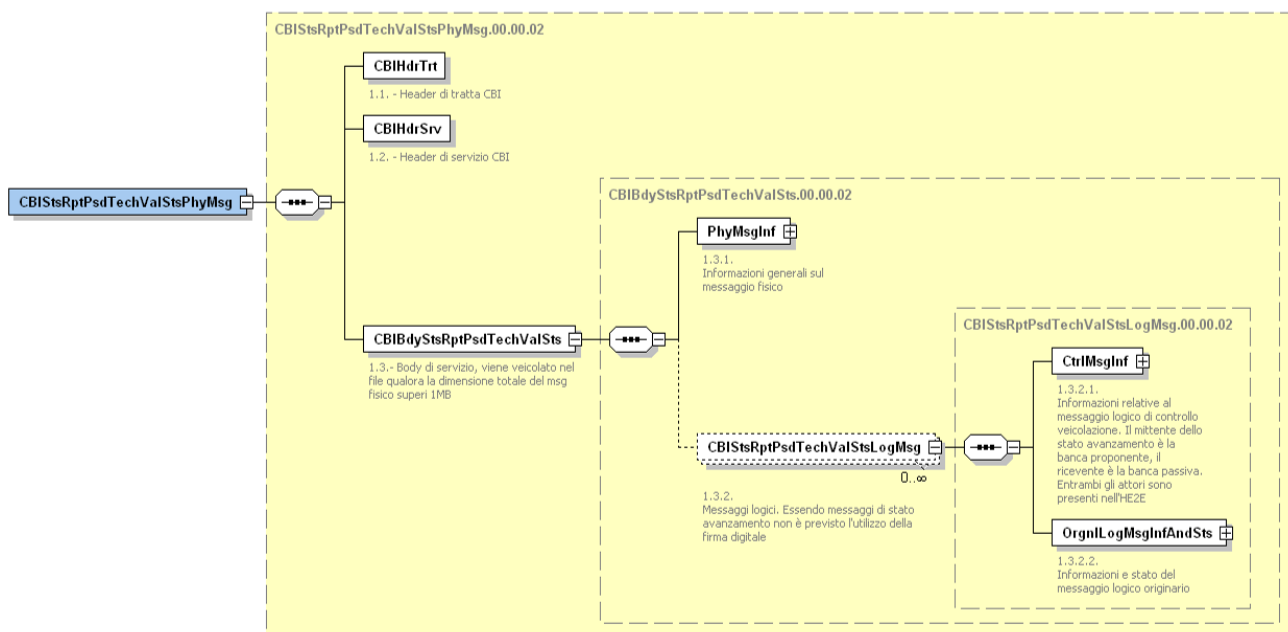 CBIStsRptPsdTechValStsPhyMsg.00.00.02
CBIHdrTrt
1.1. - Header di tratta CBI
CBIHdrSrv
1.2. - Header di servizio CBI
CBIStsRptPsdTechValStsPhyMsg
CBIBdyStsRptPsdTechValSts.00.00.02
PhyMsgInf
1.3.1.
Informazioni generali sul
messaggio fisico
CBIBdyStsRptPsdTechValSts
1.3.- Body di servizio, viene veicolato nel
file qualora la dimensione totale del msg
fisico superi 1MB
CBIStsRptPsdTechValStsLogMsg.00.00.02
CtrlMsgInf
1.3.2.1.
Informazioni relative al
messaggio logico di controllo
veicolazione. Il mittente dello
stato avanzamento è la
banca proponente, il
ricevente è la banca passiva.
Entrambi gli attori sono
presenti nell'HE2E
CBIStsRptPsdTechValStsLogMsg
0..∞
1.3.2.
Messaggi logici. Essendo messaggi di stato
avanzamento non è previsto l'utilizzo della
firma digitale
OrgnlLogMsgInfAndSts
1.3.2.2.
Informazioni e stato del
messaggio logico originario